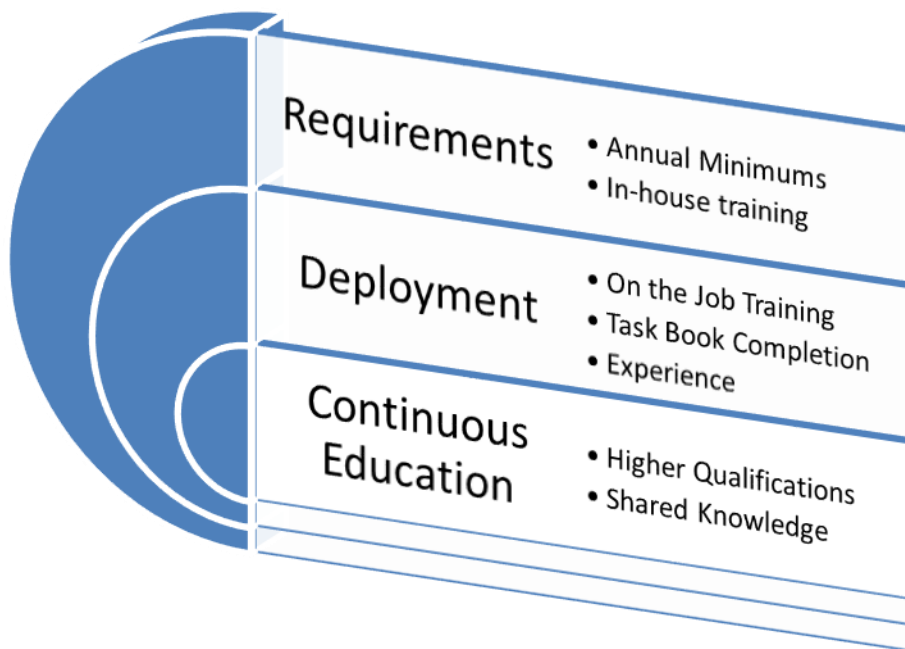 Requirements
• Annual Minimums
• In-house training
Deployment
• On the Job Training
• Task Book Completion
• Experience
Continuous
Education
• Higher Qualifications
• Shared Knowledge